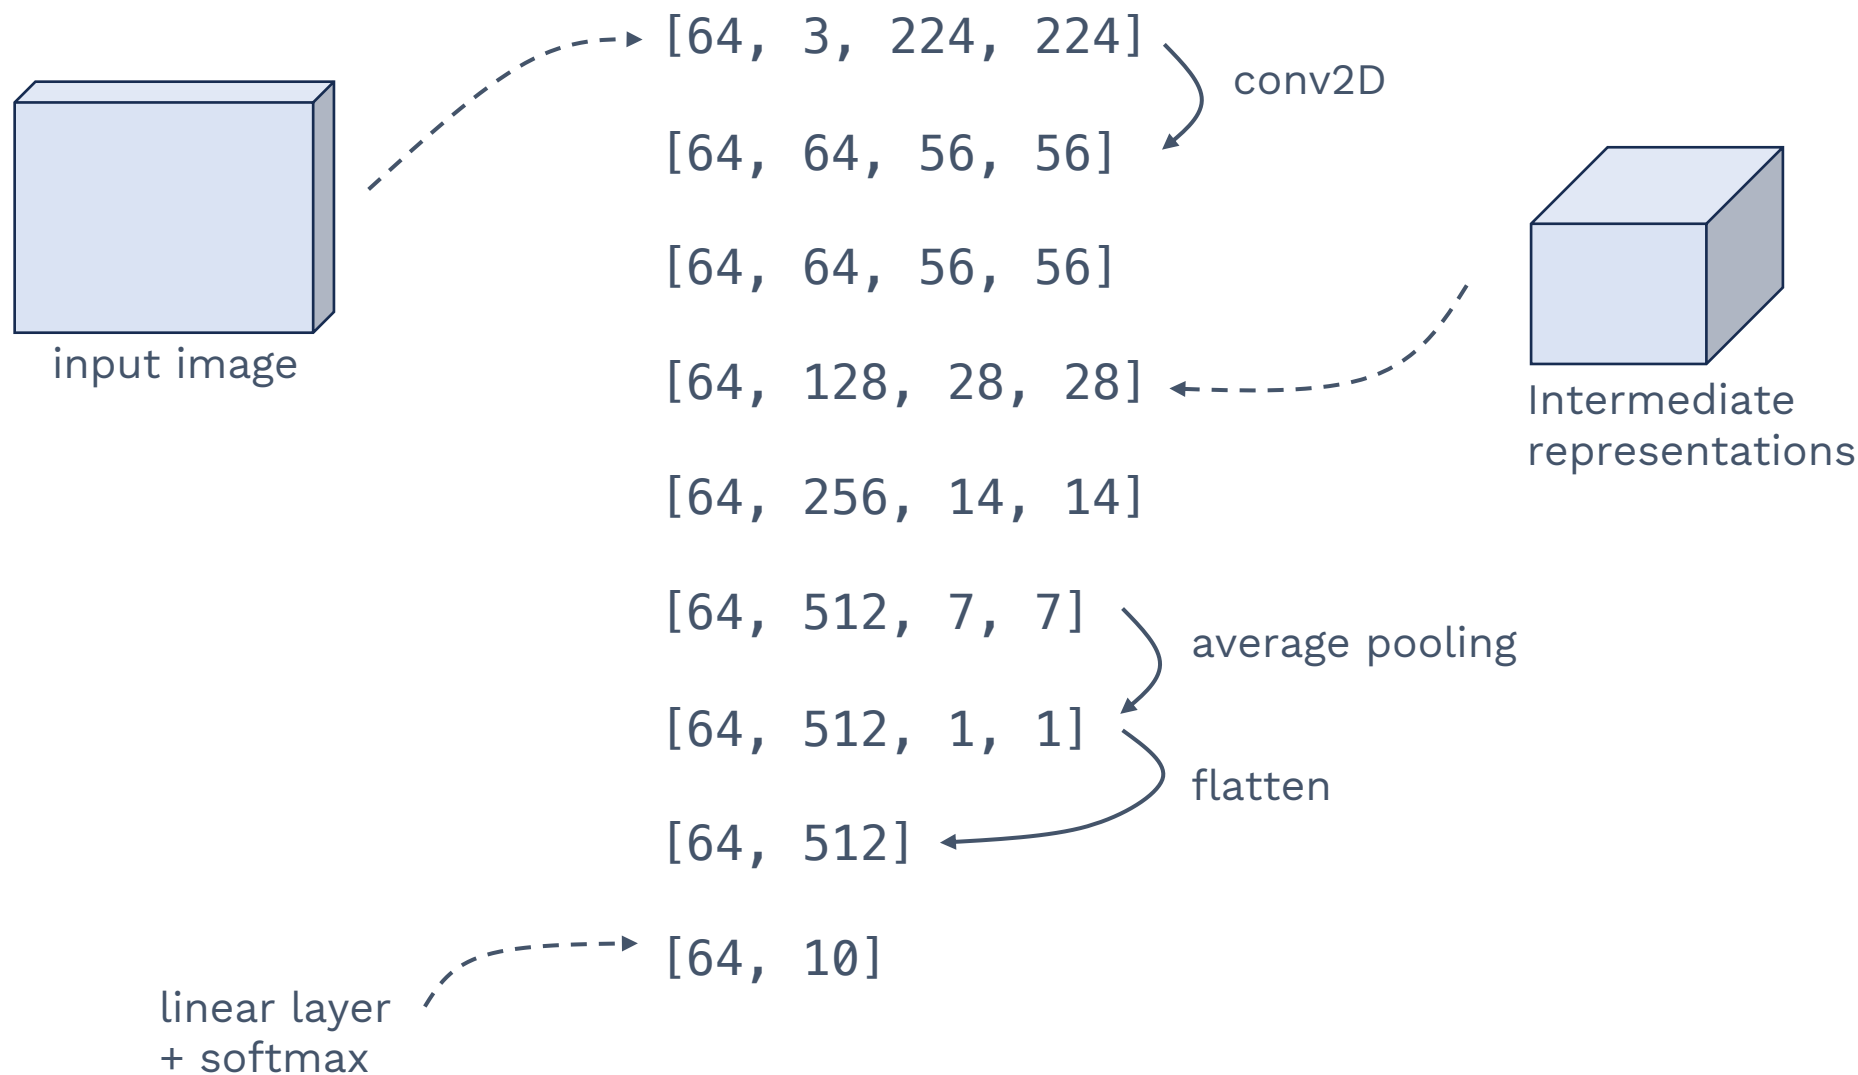 [64, 3, 224, 224]
conv2D
[64, 64, 56, 56]
[64, 64, 56, 56]
input image
[64, 128, 28, 28]
Intermediate
representations
[64, 256, 14, 14]
[64, 512, 7, 7]
average pooling
[64, 512, 1, 1]
flatten
[64, 512]
[64, 10]
linear layer
+ softmax